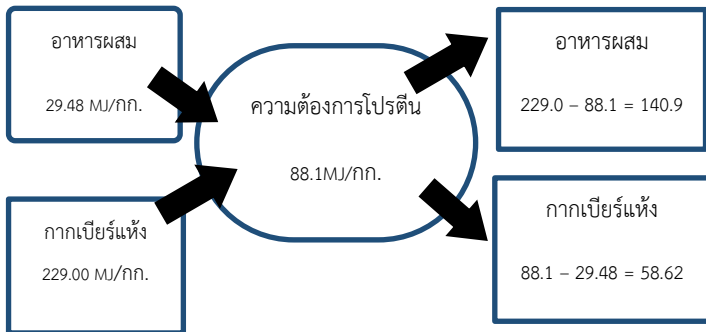 อาหารผสม
29.48 MJ/กก.
กากเบียร์แห้ง
229.00 MJ/กก.
ความต้องการโปรตีน
88.1MJ/กก.
อาหารผสม
229.0 – 88.1 = 140.9
กากเบียร์แห้ง
88.1 – 29.48 = 58.62